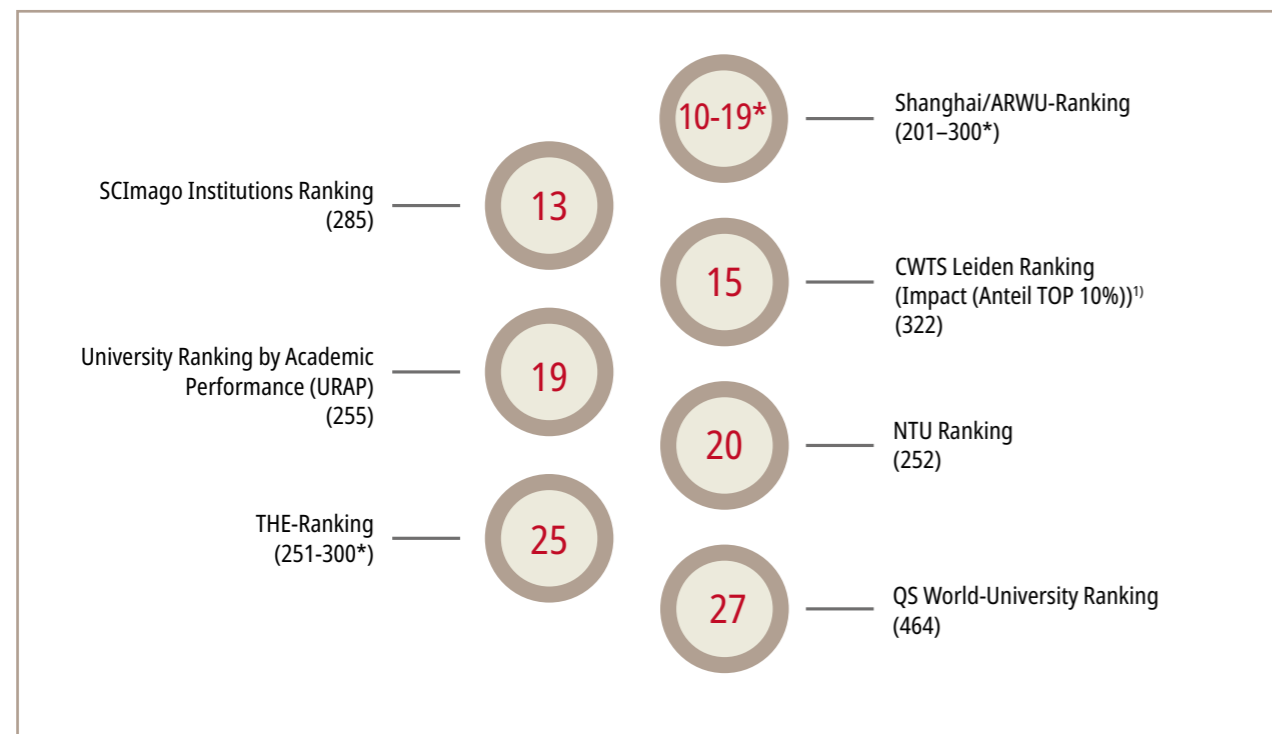 10-19*
Shanghai/ARWU-Ranking
(201–300*)
SCImago Institutions Ranking
(285)
13
15
CWTS Leiden Ranking
(Impact (Anteil TOP 10%))¹⁾
(322)
University Ranking by Academic
Performance (URAP)
(255)
19
20
NTU Ranking
(252)
THE-Ranking
(251-300*)
25
27
QS World-University Ranking
(464)